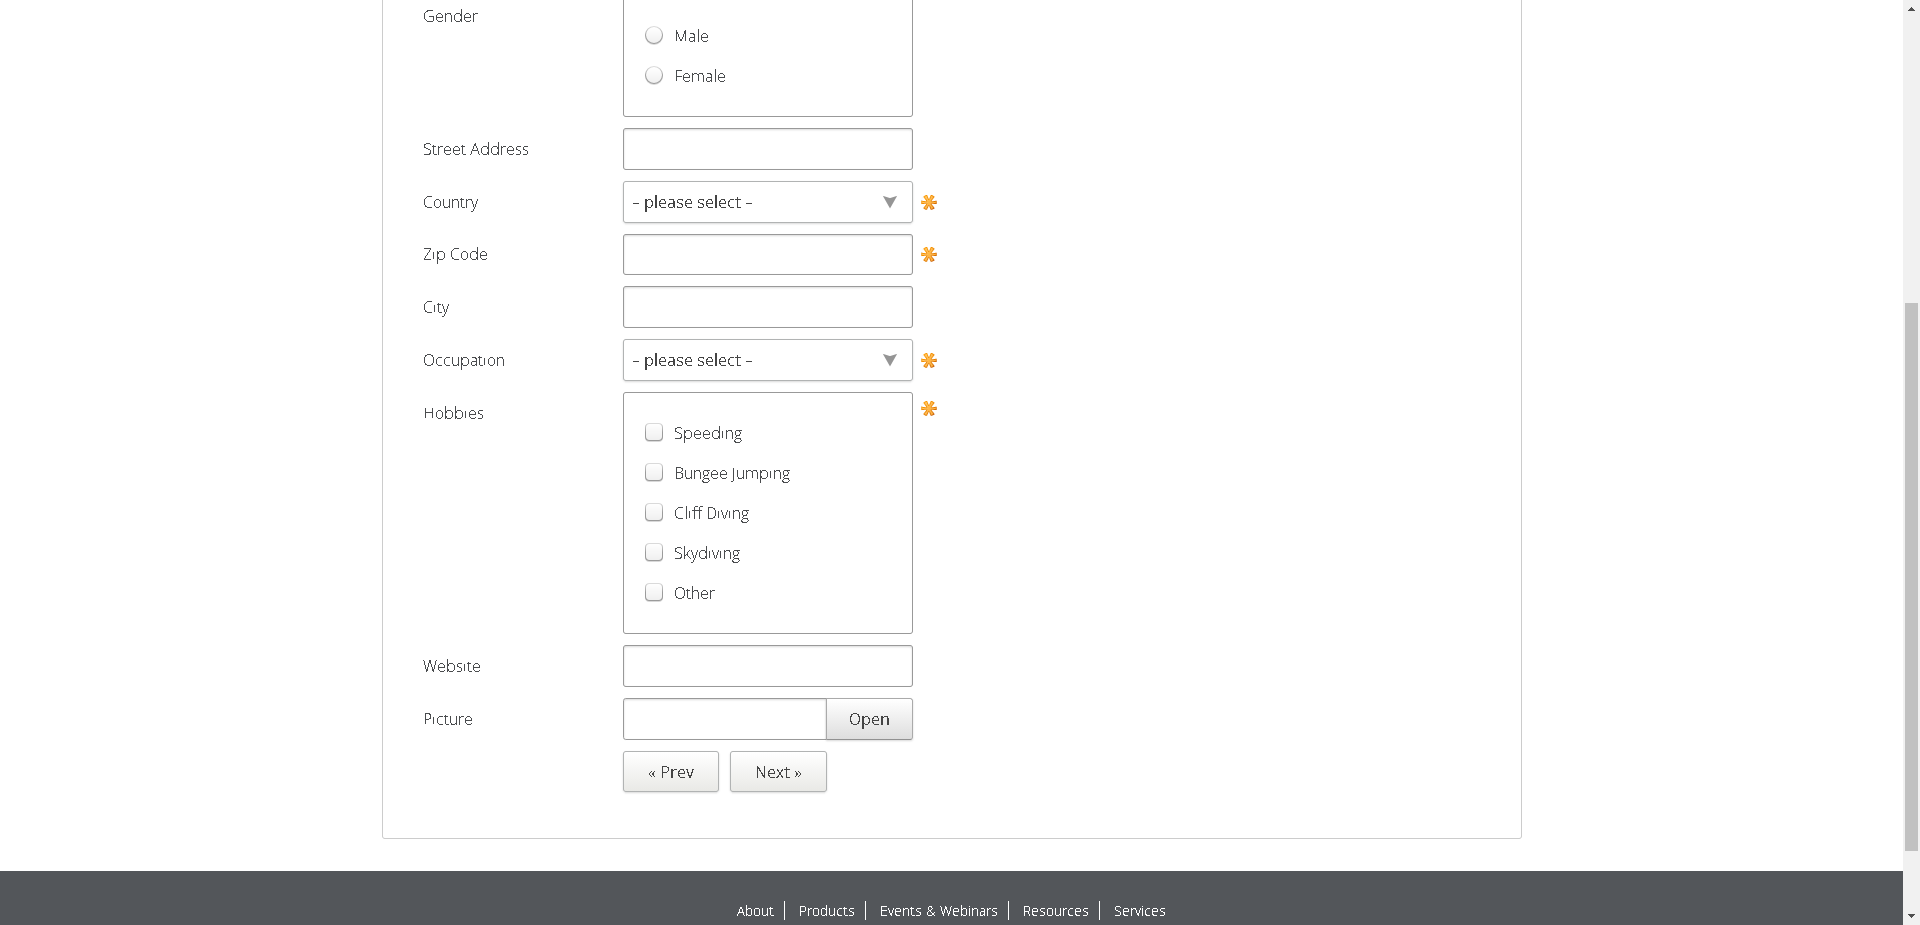 Gender
Male
Female
Street Address
Country – please select –
Zip Code
City
Occupation – please select –
Hobbies
Speeding
Bungee Jumping
Cliff Diving
Skydiving
Other
Website
Picture Open
« Prev Next »
About Products Events & Webinars Resources Services